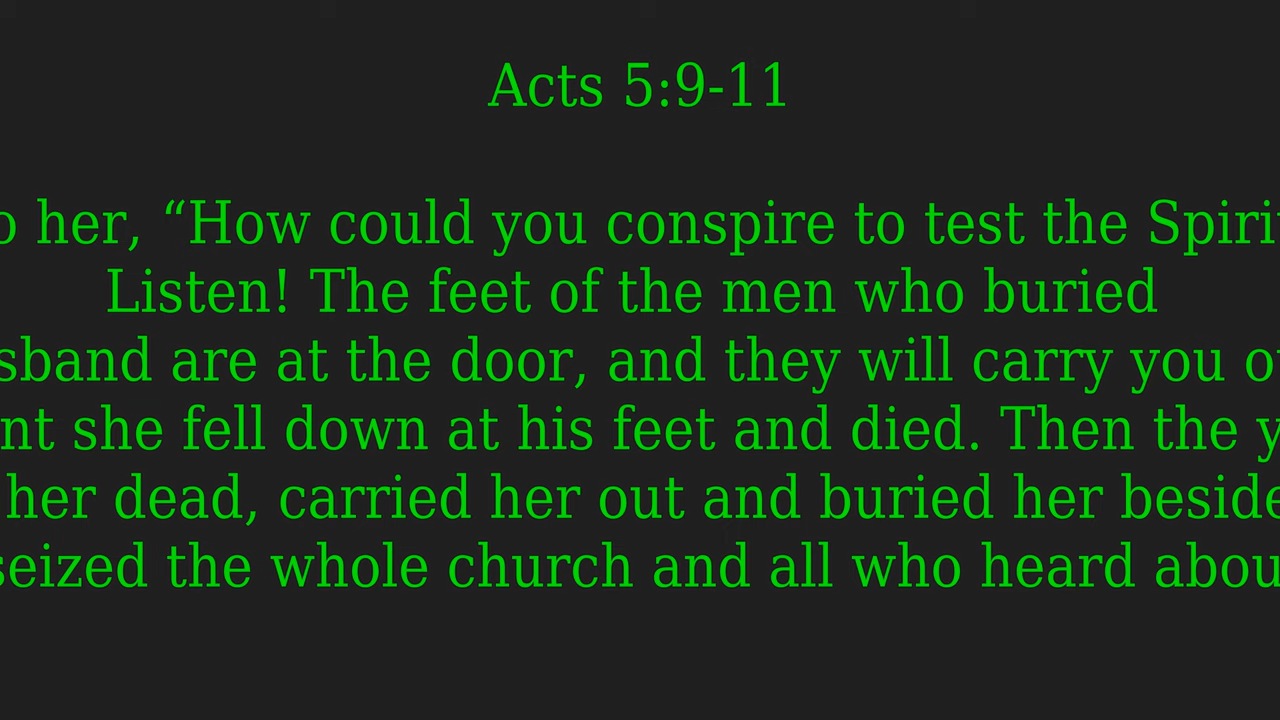 Acts 5:9-11
her, “How could you conspire to test the
Listen! The feet of the men who buried
are at the door, and they will carry you
she fell down at his feet and died. Then the
her dead, carried her out and buried her beside
seized the whole church and all who heard